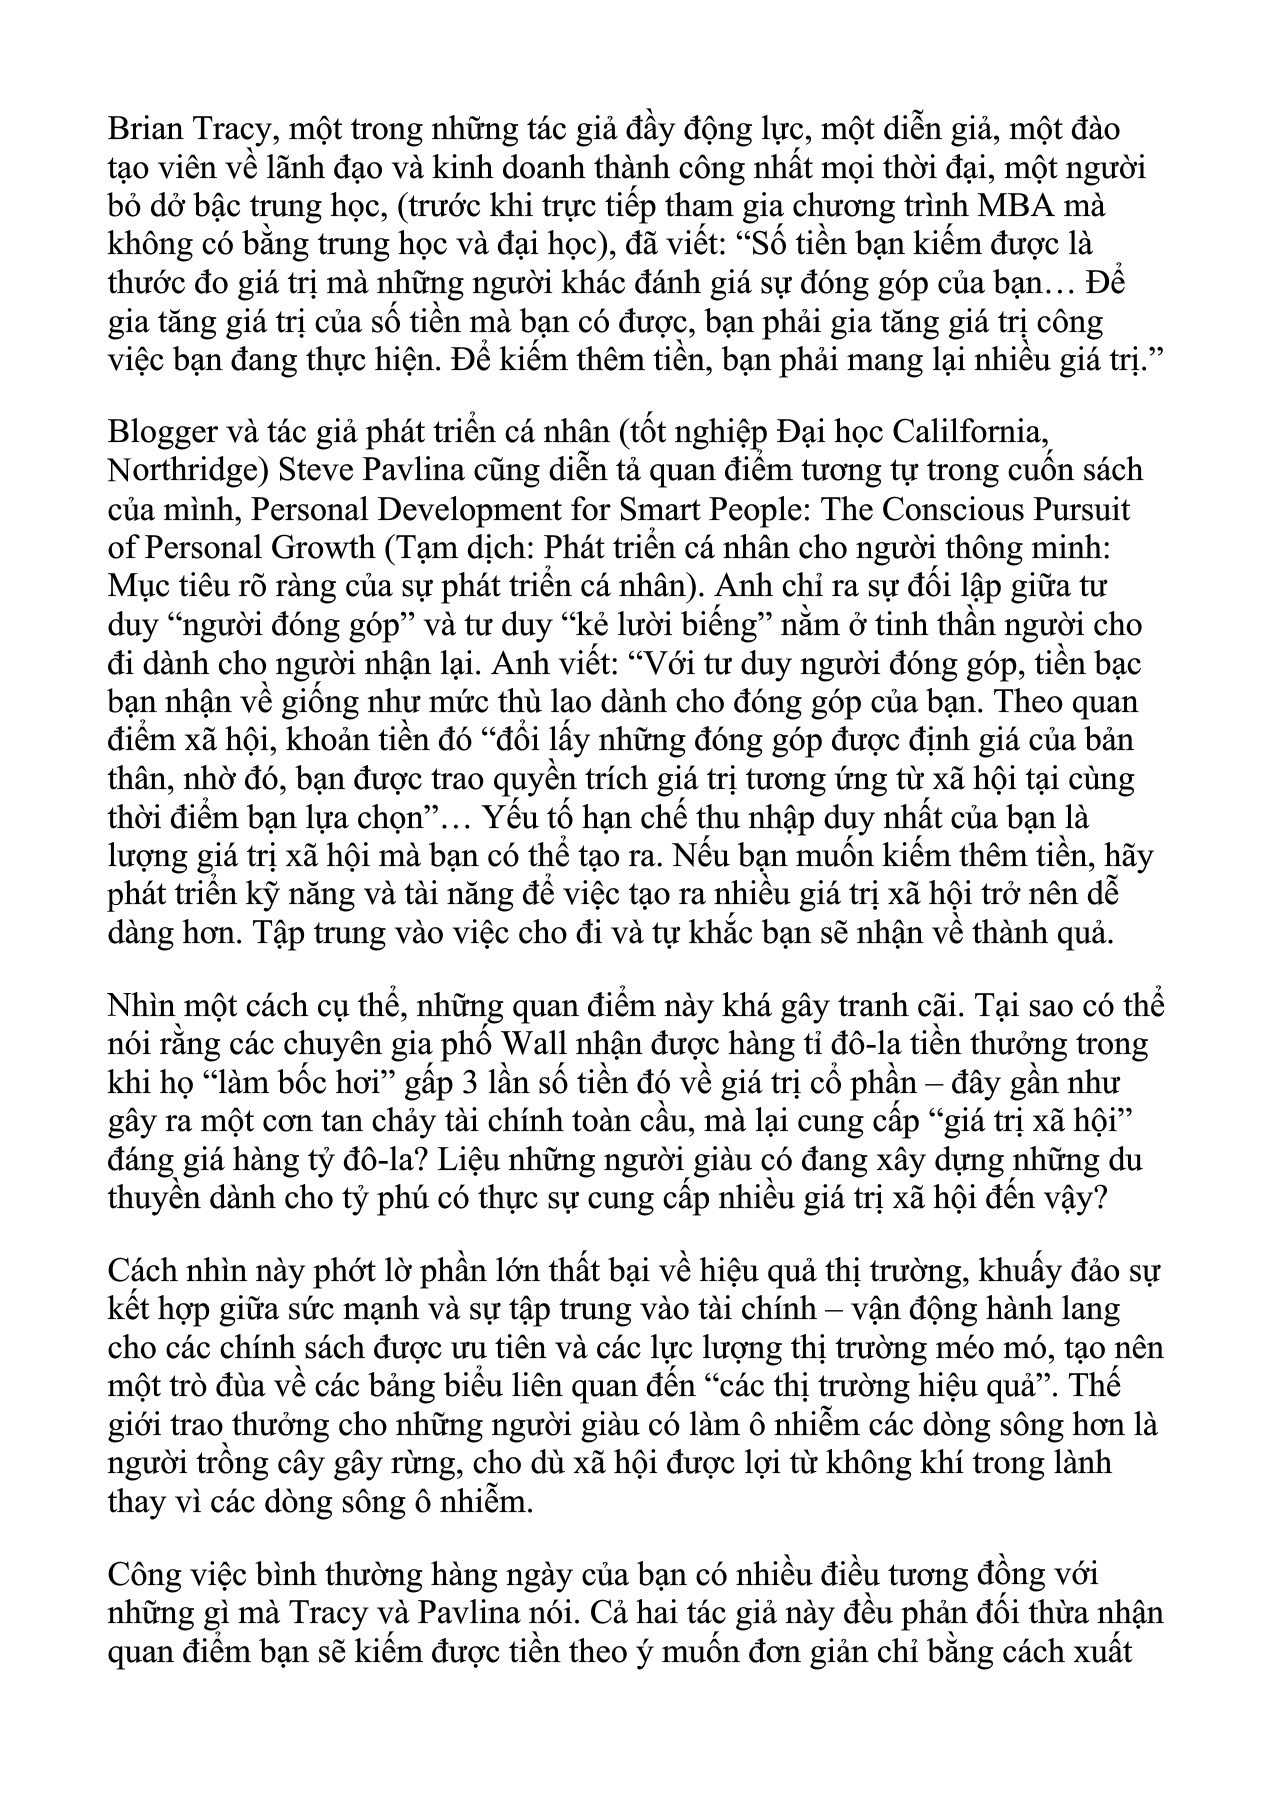 Brian Tracy, một trong những tác giả đầy động lực, một diễn giả, một đào
tạo viên về lãnh đạo và kinh doanh thành công nhất mọi thời đại, một người
bỏ dở bậc trung học, (trước khi trực tiếp tham gia chương trình MBA mà
không có bằng trung học và đại học), đã viết: “Số tiền bạn kiếm được là
thước đo giá trị mà những người khác đánh giá sự đóng góp của bạn… Để
gia tăng giá trị của số tiền mà bạn có được, bạn phải gia tăng giá trị công
việc bạn đang thực hiện. Để kiếm thêm tiền, bạn phải mang lại nhiều giá trị.”
Blogger và tác giả phát triển cá nhân (tốt nghiệp Đại học Calilfornia,
Northridge) Steve Pavlina cũng diễn tả quan điểm tương tự trong cuốn sách
của mình, Personal Development for Smart People: The Conscious Pursuit
of Personal Growth (Tạm dịch: Phát triển cá nhân cho người thông minh:
Mục tiêu rõ ràng của sự phát triển cá nhân). Anh chỉ ra sự đối lập giữa tư
duy “người đóng góp” và tư duy “kẻ lười biếng” nằm ở tinh thần người cho
đi dành cho người nhận lại. Anh viết: “Với tư duy người đóng góp, tiền bạc
bạn nhận về giống như mức thù lao dành cho đóng góp của bạn. Theo quan
điểm xã hội, khoản tiền đó “đổi lấy những đóng góp được định giá của bản
thân, nhờ đó, bạn được trao quyền trích giá trị tương ứng từ xã hội tại cùng
thời điểm bạn lựa chọn”… Yếu tố hạn chế thu nhập duy nhất của bạn là
lượng giá trị xã hội mà bạn có thể tạo ra. Nếu bạn muốn kiếm thêm tiền, hãy
phát triển kỹ năng và tài năng để việc tạo ra nhiều giá trị xã hội trở nên dễ
dàng hơn. Tập trung vào việc cho đi và tự khắc bạn sẽ nhận về thành quả.
Nhìn một cách cụ thể, những quan điểm này khá gây tranh cãi. Tại sao có thể
nói rằng các chuyên gia phố Wall nhận được hàng tỉ đô-la tiền thưởng trong
khi họ “làm bốc hơi” gấp 3 lần số tiền đó về giá trị cổ phần – đây gần như
gây ra một cơn tan chảy tài chính toàn cầu, mà lại cung cấp “giá trị xã hội”
đáng giá hàng tỷ đô-la? Liệu những người giàu có đang xây dựng những du
thuyền dành cho tỷ phú có thực sự cung cấp nhiều giá trị xã hội đến vậy?
Cách nhìn này phớt lờ phần lớn thất bại về hiệu quả thị trường, khuấy đảo sự
kết hợp giữa sức mạnh và sự tập trung vào tài chính – vận động hành lang
cho các chính sách được ưu tiên và các lực lượng thị trường méo mó, tạo nên
một trò đùa về các bảng biểu liên quan đến “các thị trường hiệu quả”. Thế
giới trao thưởng cho những người giàu có làm ô nhiễm các dòng sông hơn là
người trồng cây gây rừng, cho dù xã hội được lợi từ không khí trong lành
thay vì các dòng sông ô nhiễm.
Công việc bình thường hàng ngày của bạn có nhiều điều tương đồng với
những gì mà Tracy và Pavlina nói. Cả hai tác giả này đều phản đối thừa nhận
quan điểm bạn sẽ kiếm được tiền theo ý muốn đơn giản chỉ bằng cách xuất